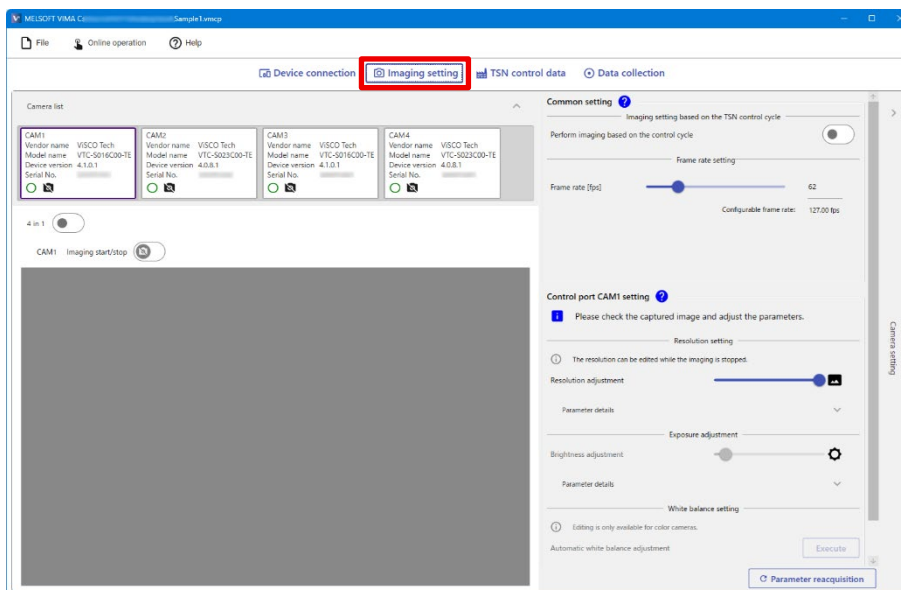 MELSOFT VIMA C Sample1.vmcp
File Online operation Help
Device connection Imaging setting TSN control data Data collection
Camera list
CAM1
Vendor name ViSCO Tech
Model name VTC-S016C00-TE
Device version 4.1.0.1
Serial No.
CAM2
Vendor name ViSCO Tech
Model name VTC-S023C00-TE
Device version 4.0.8.1
Serial No.
CAM3
Vendor name ViSCO Tech
Model name VTC-S016C00-TE
Device version 4.1.0.1
Serial No.
CAM4
Vendor name ViSCO Tech
Model name VTC-S023C00-TE
Device version 4.0.8.1
Serial No.
4 in 1
CAM1 Imaging start/stop
Common setting
Imaging setting based on the TSN control cycle
Perform imaging based on the control cycle
Frame rate setting
Frame rate [fps] 62
Configurable frame rate: 127.00 fps
Control port CAM1 setting
Please check the captured image and adjust the parameters.
Resolution setting
The resolution can be edited while the imaging is stopped.
Resolution adjustment
Parameter details
Exposure adjustment
Brightness adjustment
Parameter details
White balance setting
Editing is only available for color cameras.
Automatic white balance adjustment Execute
Parameter reacquisition
Camera setting